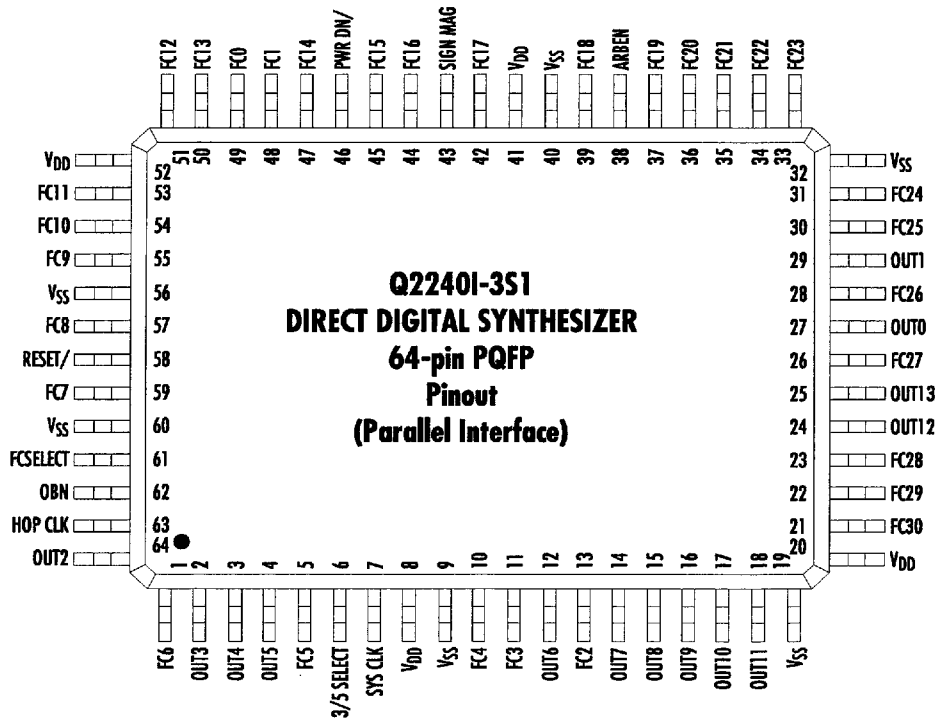 FC12 FC13 FC0 FC1 FC14 PWR DN/ FC15 FC16 SIGN MAG FC17 VDD VSS FC18 ARBEN FC19 FC20 FC21 FC22 FC23
51 50 49 48 47 46 45 44 43 42 41 40 39 38 37 36 35 34 33
VDD 52 32 VSS
FC11 53 31 FC24
FC10 54 30 FC25
FC9 55 29 OUT1
VSS 56 28 FC26
FC8 57 27 OUT0
RESET/ 58 26 FC27
FC7 59 25 OUT13
VSS 60 24 OUT12
FCSELECT 61 23 FC28
OBN 62 22 FC29
HOP CLK 63 21 FC30
OUT2 64 20 VDD
Q2240I-3S1
DIRECT DIGITAL SYNTHESIZER
64-pin PQFP
Pinout
(Parallel Interface)
1 2 3 4 5 6 7 8 9 10 11 12 13 14 15 16 17 18 19
FC6 OUT3 OUT4 OUT5 FC5 3/5 SELECT SYS CLK VDD VSS FC4 FC3 OUT6 FC2 OUT7 OUT8 OUT9 OUT10 OUT11 VSS